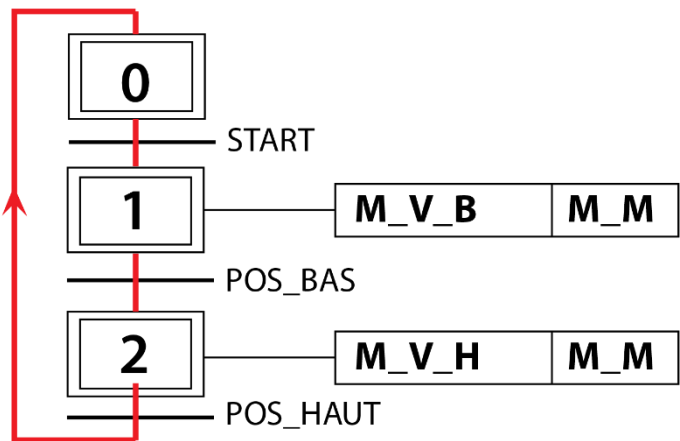 0
START
1 M_V_B M_M
POS_BAS
2 M_V_H M_M
POS_HAUT